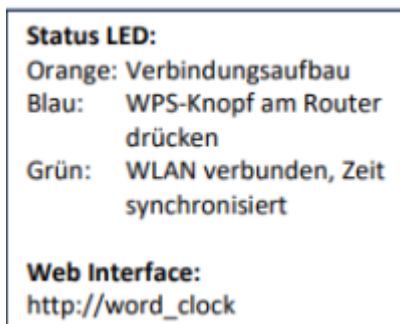 Status LED:
Orange: Verbindungsaufbau
Blau: WPS-Knopf am Router
drücken
Grün: WLAN verbunden, Zeit
synchronisiert
Web Interface:
http://word_clock